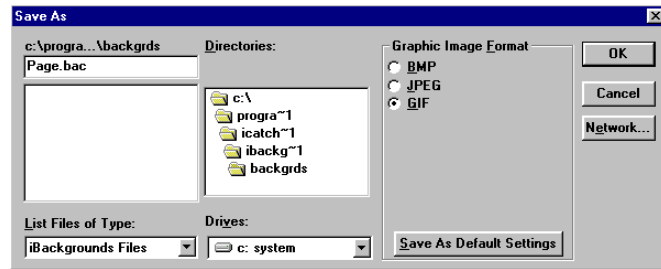 Save As
c:\progra...\backgrds
Page.bac
Directories:
c:\
progra~1
icatch~1
ibackg~1
backgrds
List Files of Type:
iBackgrounds Files
Drives:
c: system
Graphic Image Format
BMP
JPEG
GIF
Save As Default Settings
OK
Cancel
Network...